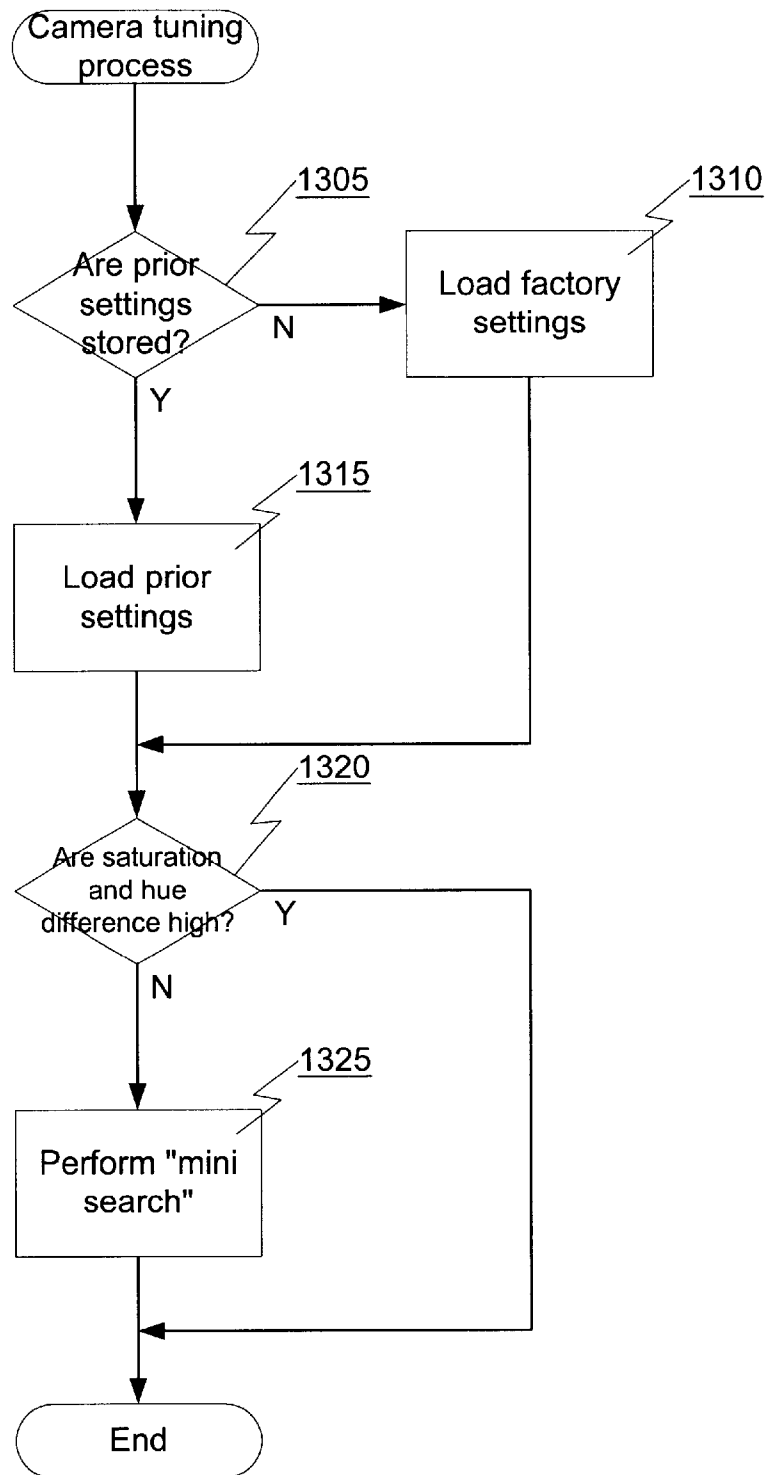 Camera tuning
process
1305
1310
Are prior
settings
stored?
N
Load factory
settings
Y
1315
Load prior
settings
1320
Are saturation
and hue
difference high?
Y
N
1325
Perform "mini
search"
End